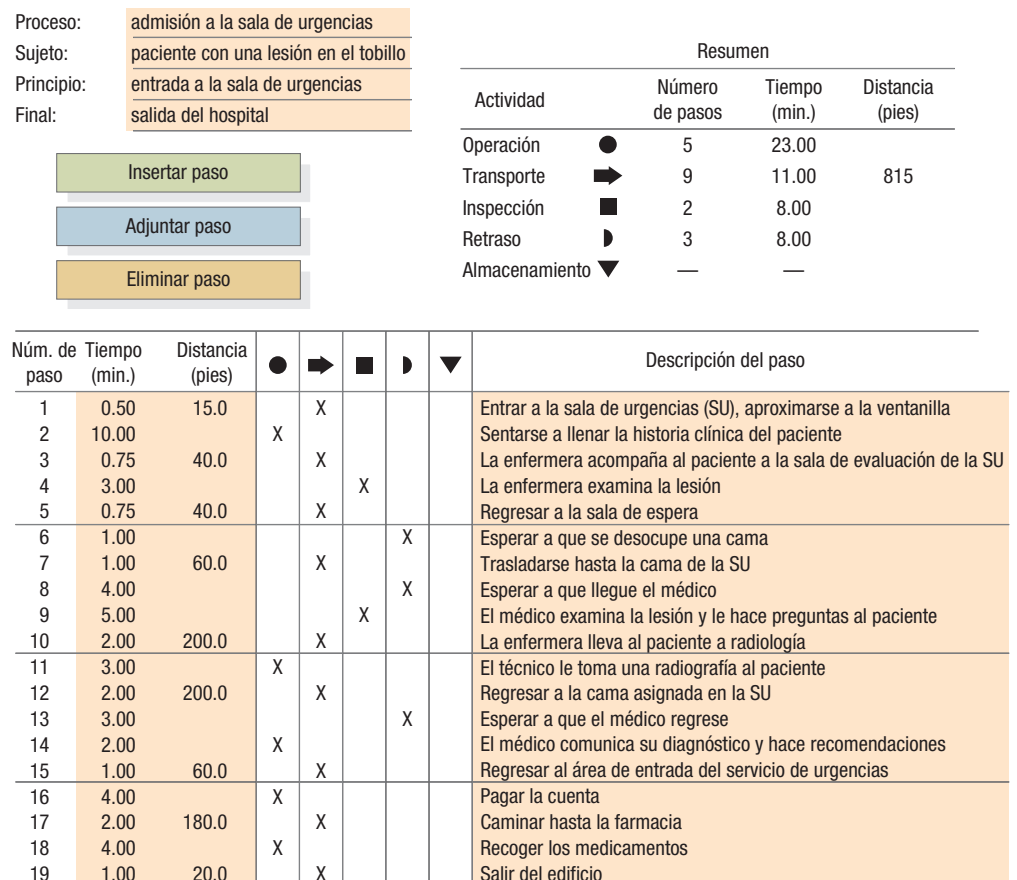 Proceso: admisión a la sala de urgencias
Sujeto: paciente con una lesión en el tobillo
Principio: entrada a la sala de urgencias
Final: salida del hospital
Insertar paso
Adjuntar paso
Eliminar paso
Resumen
Actividad Número de pasos Tiempo (min.) Distancia (pies)
Operación 5 23.00
Transporte 9 11.00 815
Inspección 2 8.00
Retraso 3 8.00
Almacenamiento — —
Núm. de paso Tiempo (min.) Distancia (pies) Descripción del paso
1 0.50 15.0 X Entrar a la sala de urgencias (SU), aproximarse a la ventanilla
2 10.00 X Sentarse a llenar la historia clínica del paciente
3 0.75 40.0 X La enfermera acompaña al paciente a la sala de evaluación de la SU
4 3.00 X La enfermera examina la lesión
5 0.75 40.0 X Regresar a la sala de espera
6 1.00 X Esperar a que se desocupe una cama
7 1.00 60.0 X Trasladarse hasta la cama de la SU
8 4.00 X Esperar a que llegue el médico
9 5.00 X El médico examina la lesión y le hace preguntas al paciente
10 2.00 200.0 X La enfermera lleva al paciente a radiología
11 3.00 X El técnico le toma una radiografía al paciente
12 2.00 200.0 X Regresar a la cama asignada en la SU
13 3.00 X Esperar a que el médico regrese
14 2.00 X El médico comunica su diagnóstico y hace recomendaciones
15 1.00 60.0 X Regresar al área de entrada del servicio de urgencias
16 4.00 X Pagar la cuenta
17 2.00 180.0 X Caminar hasta la farmacia
18 4.00 X Recoger los medicamentos
19 1.00 20.0 X Salir del edificio